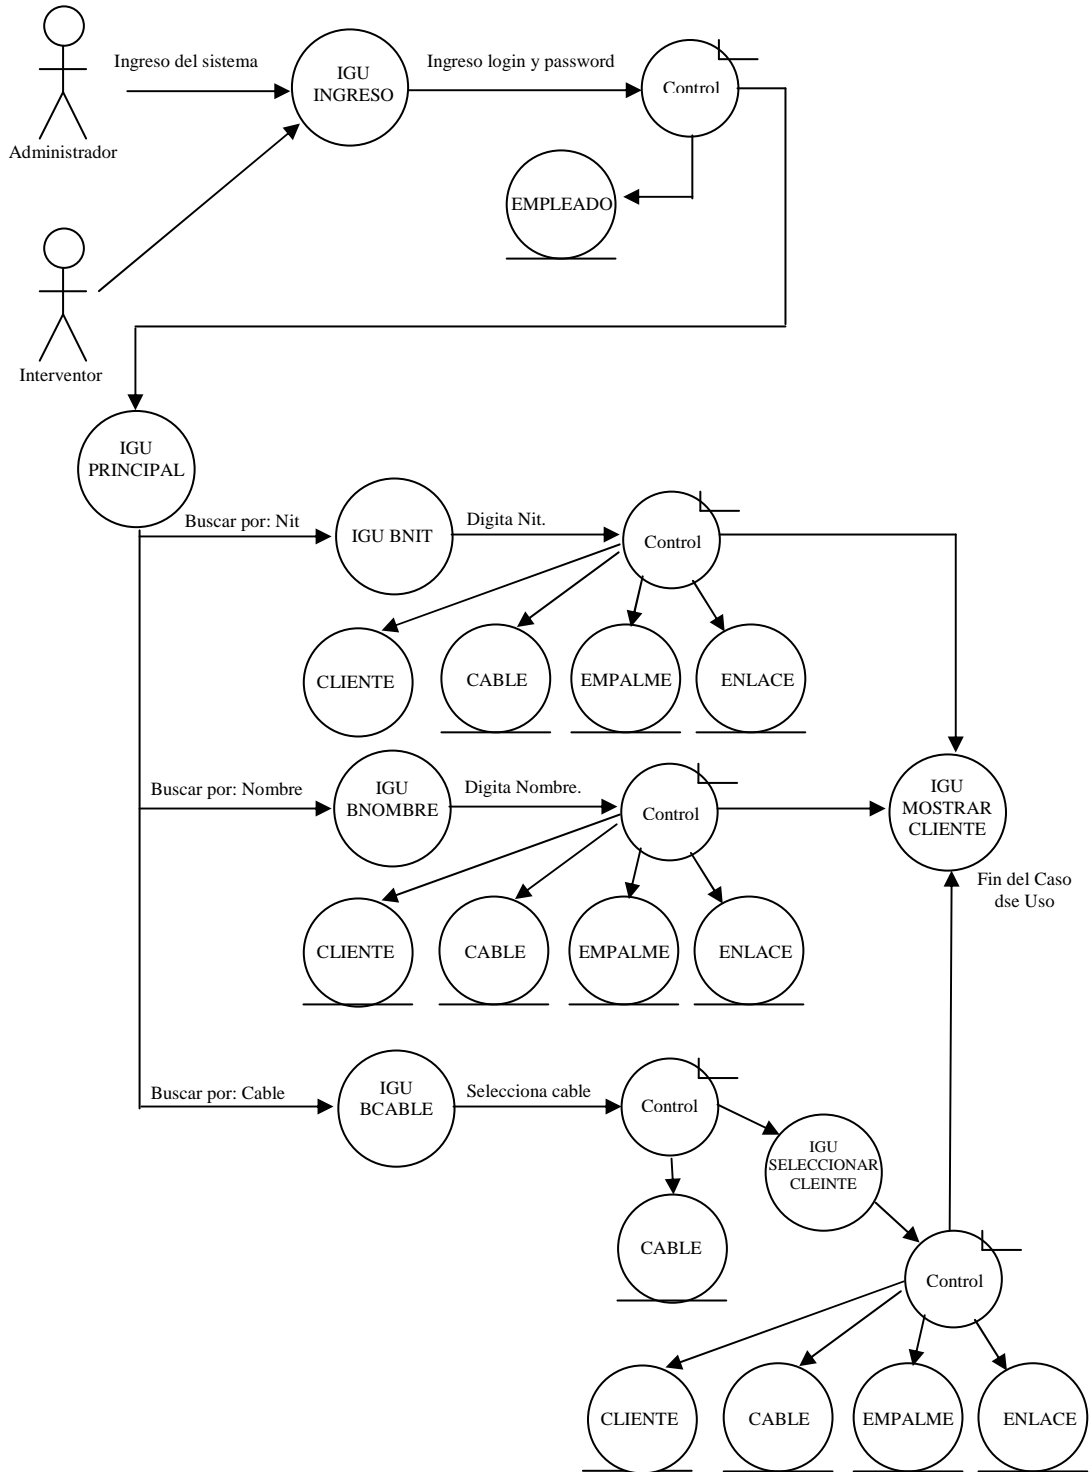 Ingreso del sistema
IGU
INGRESO
Ingreso login y password
Control
Administrador
EMPLEADO
Interventor
IGU
PRINCIPAL
Buscar por: Nit
IGU BNIT
Digita Nit.
Control
CLIENTE
CABLE
EMPALME
ENLACE
Buscar por: Nombre
IGU
BNOMBRE
Digita Nombre.
Control
IGU
MOSTRAR
CLIENTE
Fin del Caso
dse Uso
CLIENTE
CABLE
EMPALME
ENLACE
Buscar por: Cable
IGU
BCABLE
Selecciona cable
Control
IGU
SELECCIONAR
CLEINTE
CABLE
Control
CLIENTE
CABLE
EMPALME
ENLACE